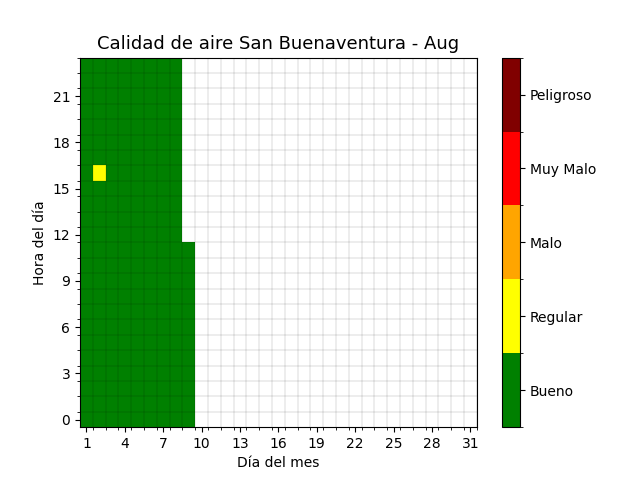 Calidad de aire San Buenaventura - Aug
Hora del día
21
18
15
12
9
6
3
0
1 4 7 10 13 16 19 22 25 28 31
Día del mes
Peligroso
Muy Malo
Malo
Regular
Bueno